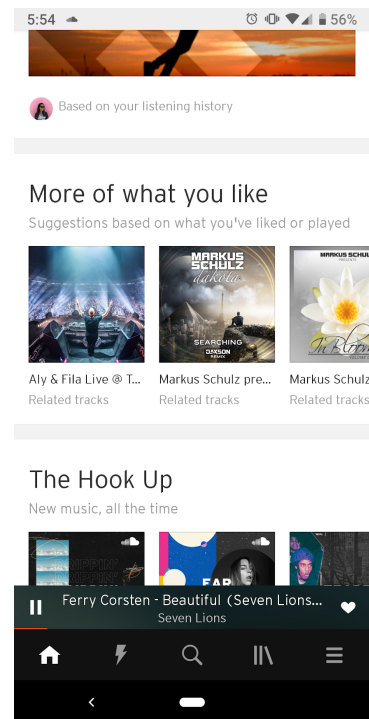 5:54
56%
Based on your listening history
More of what you like
Suggestions based on what you've liked or played
MARKUS
SCHULZ
dakota
SEARCHING
DAXSON
REMIX
MARKUS SCHUL
PRESENTS
In Bloom
Aly & Fila Live @ T...
Markus Schulz pre...
Markus Schulz
Related tracks
Related tracks
Related tracks
The Hook Up
New music, all the time
EAR
Ferry Corsten - Beautiful (Seven Lions...
Seven Lions